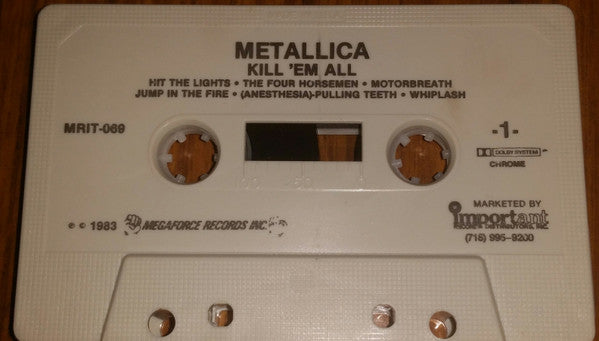 METALLICA
KILL 'EM ALL
HIT THE LIGHTS • THE FOUR HORSEMEN • MOTORBREATH
JUMP IN THE FIRE • (ANESTHESIA)-PULLING TEETH • WHIPLASH
MRIT-069
-1-
DOLBY SYSTEM
CHROME
℗ © 1983 MEGAFORCE RECORDS INC.
MARKETED BY
important
RECORD DISTRIBUTORS, INC.
(715) 995-9200